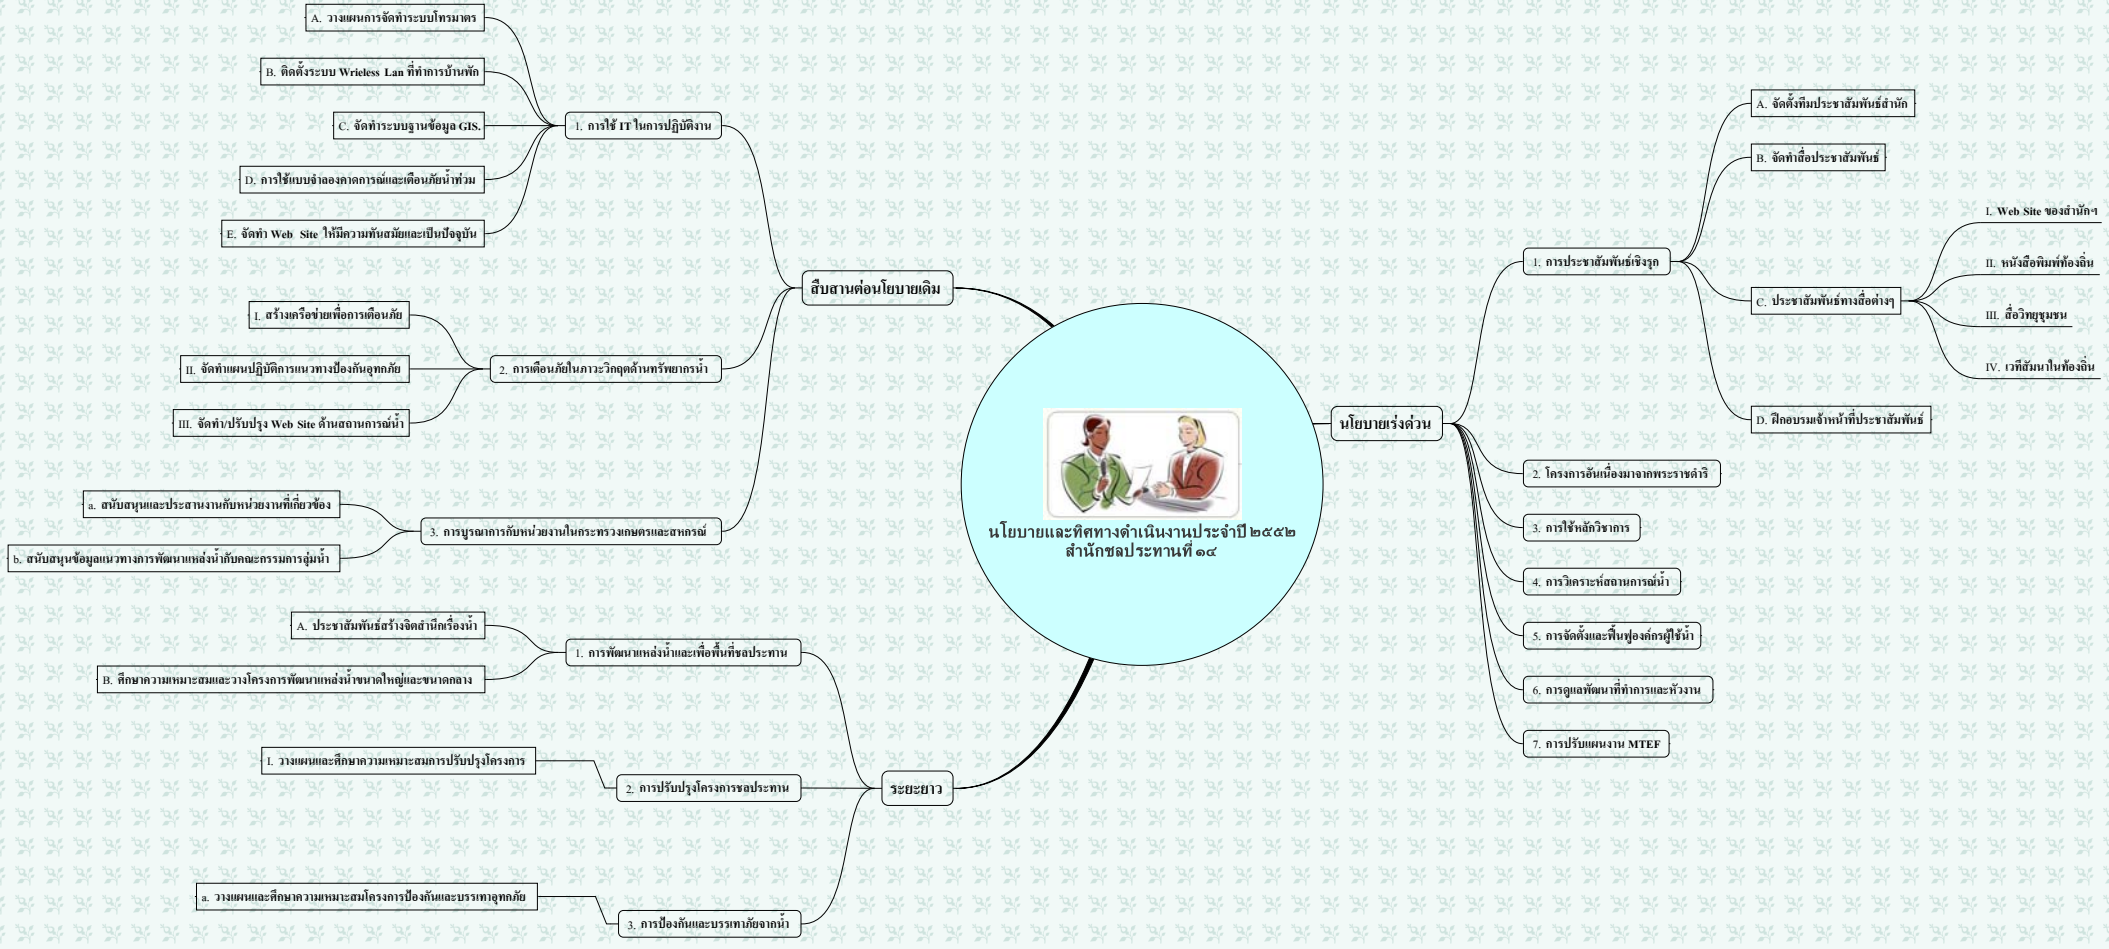 นโยบายและทิศทางดำเนินงานประจำปี ๒๕๕๒
สำนักชลประทานที่ ๑๔
นโยบายเร่งด่วน
1. การประชาสัมพันธ์เชิงรุก
A. จัดตั้งทีมประชาสัมพันธ์สำนัก
B. จัดทำสื่อประชาสัมพันธ์
C. ประชาสัมพันธ์ทางสื่อต่างๆ
I. Web Site ของสำนักฯ
II. หนังสือพิมพ์ท้องถิ่น
III. สื่อวิทยุชุมชน
IV. เวทีสัมนาในท้องถิ่น
D. ฝึกอบรมเจ้าหน้าที่ประชาสัมพันธ์
2. โครงการอันเนื่องมาจากพระราชดำริ
3. การใช้หลักวิชาการ
4. การวิเคราะห์สถานการณ์น้ำ
5. การจัดตั้งและฟื้นฟูองค์กรผู้ใช้น้ำ
6. การดูแลพัฒนาที่ทำการและหัวงาน
7. การปรับแผนงาน MTEF
สืบสานต่อนโยบายเดิม
1. การใช้ IT ในการปฏิบัติงาน
A. วางแผนการจัดทำระบบโทรมาตร
B. ติดตั้งระบบ Wrieless Lan ที่ทำการบ้านพัก
C. จัดทำระบบฐานข้อมูล GIS.
D. การใช้แบบจำลองคาดการณ์และเตือนภัยน้ำท่วม
E. จัดทำ Web Site ให้มีความทันสมัยและเป็นปัจจุบัน
2. การเตือนภัยในภาวะวิกฤตด้านทรัพยากรน้ำ
I. สร้างเครือข่ายเพื่อการเตือนภัย
II. จัดทำแผนปฏิบัติการแนวทางป้องกันอุทกภัย
III. จัดทำ/ปรับปรุง Web Site ด้านสถานการณ์น้ำ
3. การบูรณาการกับหน่วยงานในกระทรวงเกษตรและสหกรณ์
a. สนับสนุนและประสานงานกับหน่วยงานที่เกี่ยวข้อง
b. สนับสนุนข้อมูลแนวทางการพัฒนาแหล่งน้ำกับคณะกรรมการลุ่มน้ำ
ระยะยาว
1. การพัฒนาแหล่งน้ำและเพื่อพื้นที่ชลประทาน
A. ประชาสัมพันธ์สร้างจิตสำนึกเรื่องน้ำ
B. ศึกษาความเหมาะสมและวางโครงการพัฒนาแหล่งน้ำขนาดใหญ่และขนาดกลาง
2. การปรับปรุงโครงการชลประทาน
I. วางแผนและศึกษาความเหมาะสมการปรับปรุงโครงการ
3. การป้องกันและบรรเทาภัยจากน้ำ
a. วางแผนและศึกษาความเหมาะสมโครงการป้องกันและบรรเทาอุทกภัย